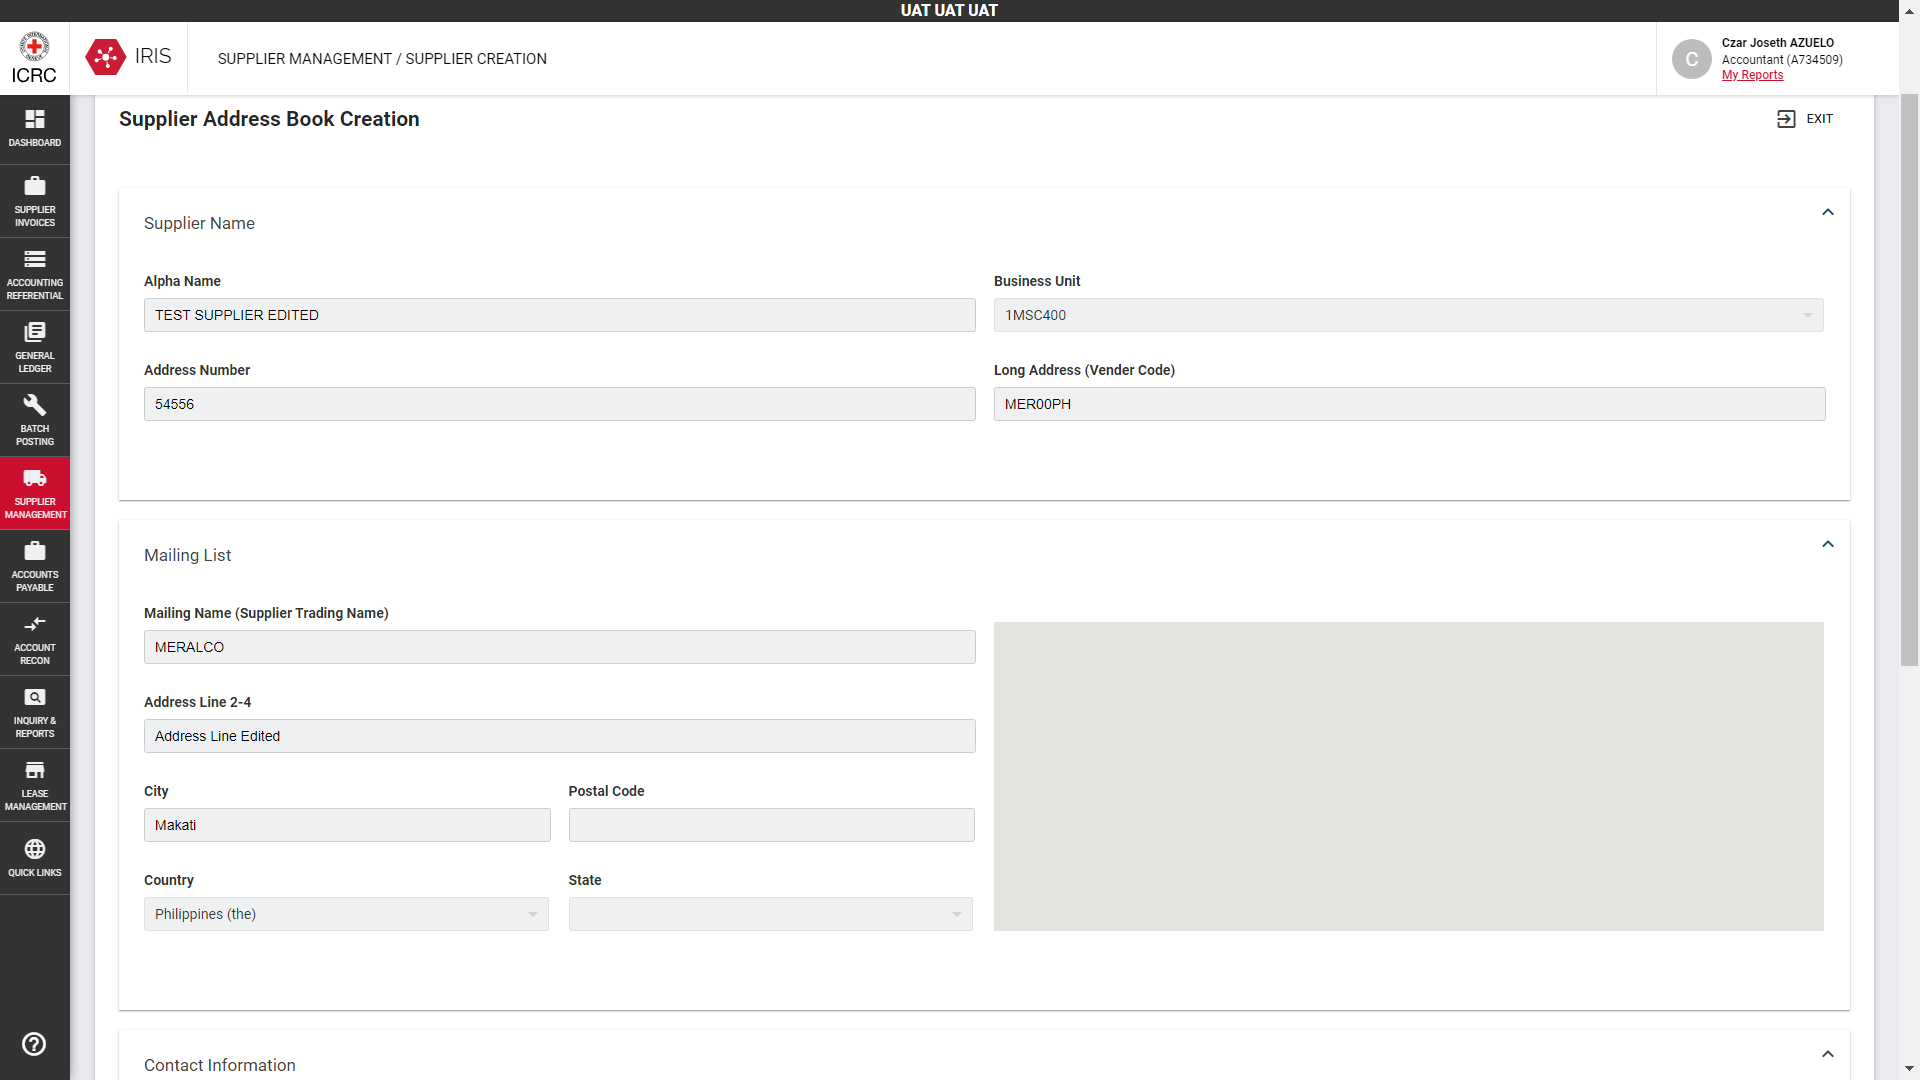 UAT UAT UAT
ICRC
IRIS
SUPPLIER MANAGEMENT / SUPPLIER CREATION
C
Czar Joseth AZUELO
Accountant (A734509)
My Reports
DASHBOARD
SUPPLIER
INVOICES
ACCOUNTING
REFERENTIAL
GENERAL
LEDGER
BATCH
POSTING
SUPPLIER
MANAGEMENT
ACCOUNTS
PAYABLE
ACCOUNT
RECON
INQUIRY &
REPORTS
LEASE
MANAGEMENT
QUICK LINKS
Supplier Address Book Creation
EXIT
Supplier Name
Alpha Name
TEST SUPPLIER EDITED
Business Unit
1MSC400
Address Number
54556
Long Address (Vender Code)
MER00PH
Mailing List
Mailing Name (Supplier Trading Name)
MERALCO
Address Line 2-4
Address Line Edited
City
Makati
Postal Code
Country
Philippines (the)
State
Contact Information